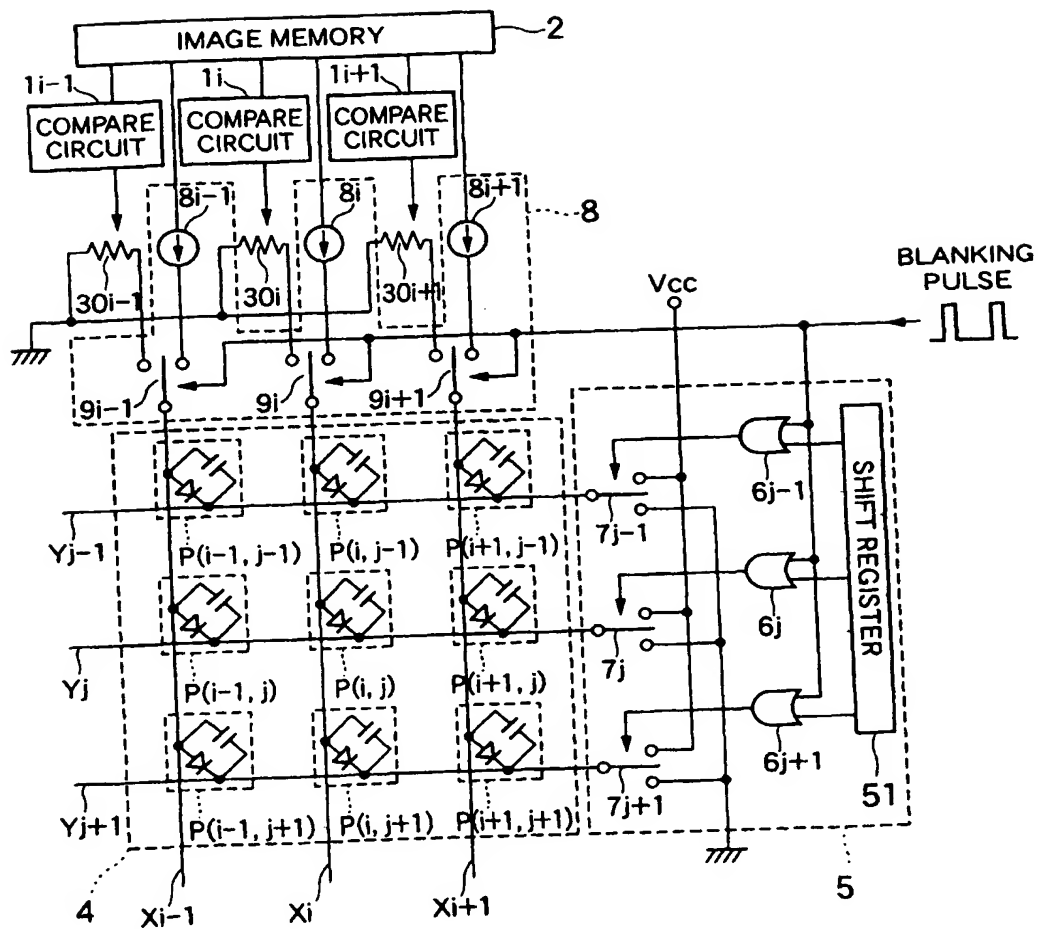 IMAGE MEMORY
2
1i-1
1i
1i+1
COMPARE
CIRCUIT
COMPARE
CIRCUIT
COMPARE
CIRCUIT
8i-1
8i
8i+1
8
30i-1
30i
30i+1
Vcc
BLANKING
PULSE
9i-1
9i
9i+1
6j-1
7j-1
Yj-1
P(i-1, j-1)
P(i, j-1)
P(i+1, j-1)
SHIFT REGISTER
6j
7j
Yj
P(i-1, j)
P(i, j)
P(i+1, j)
6j+1
7j+1
51
Yj+1
P(i-1, j+1)
P(i, j+1)
P(i+1, j+1)
4
Xi-1
Xi
Xi+1
5